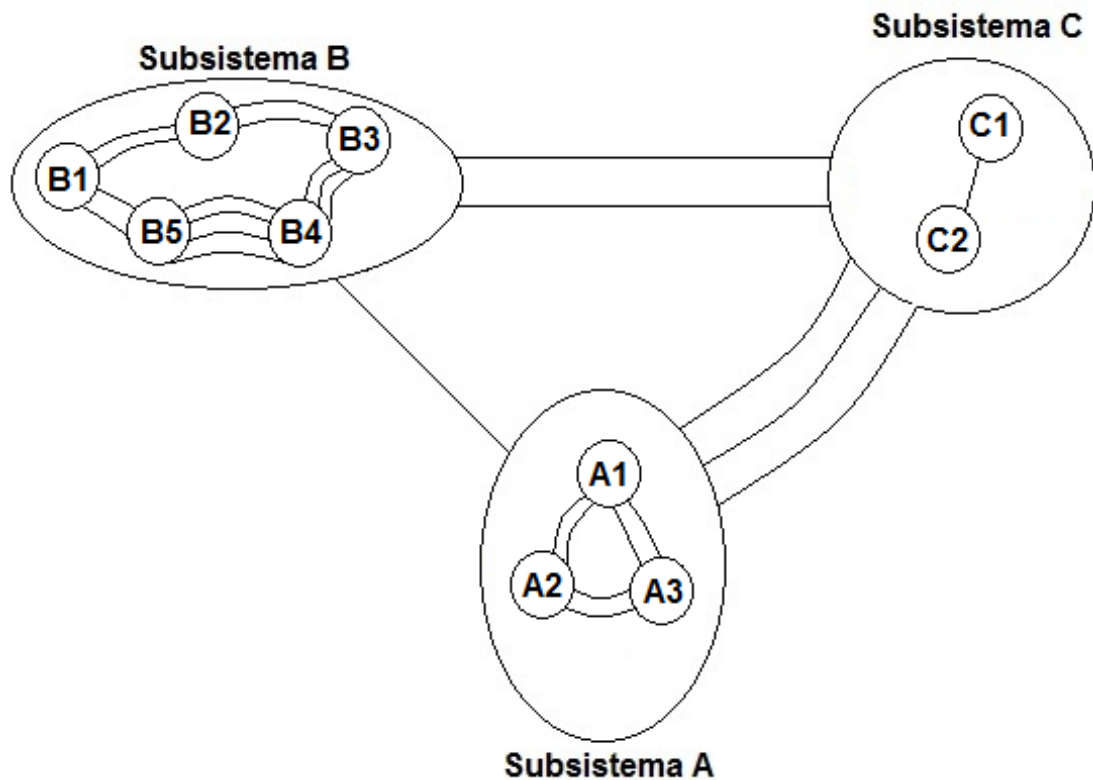 Subsistema C
Subsistema B
B2
B3
C1
B1
B5
B4
C2
A1
A2
A3
Subsistema A